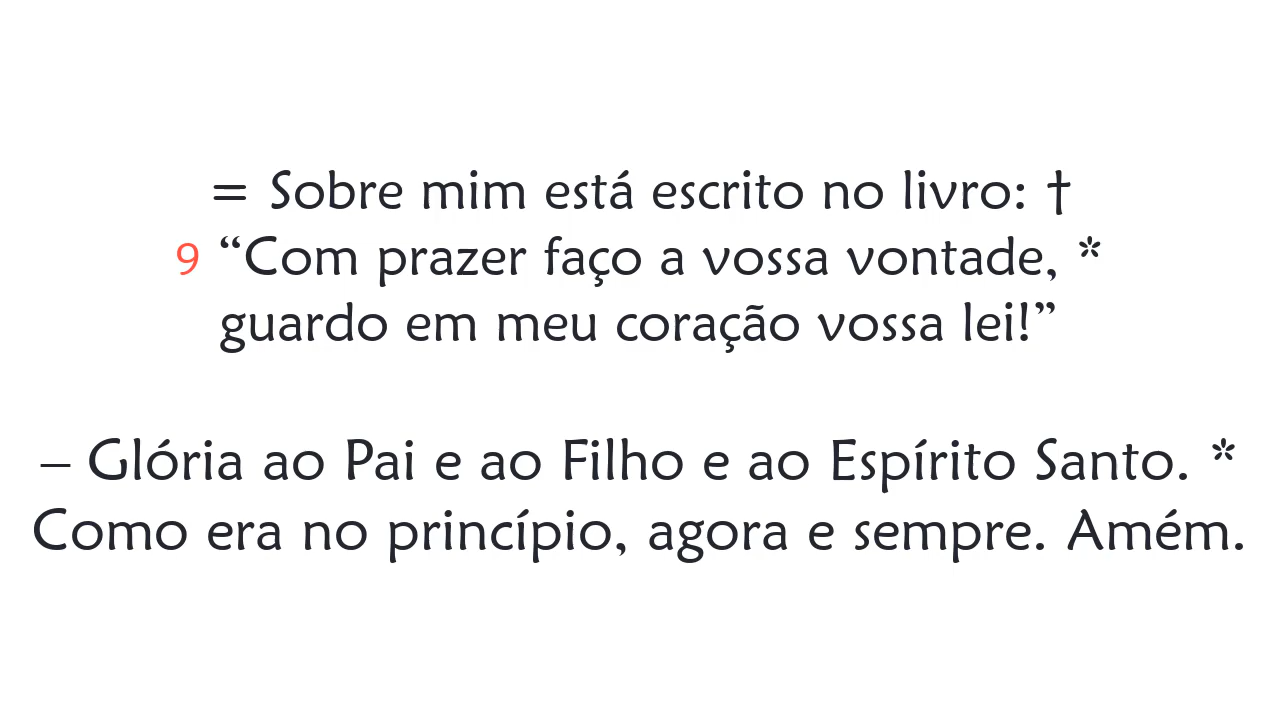 = Sobre mim está escrito no livro: †
9 “Com prazer faço a vossa vontade, *
guardo em meu coração vossa lei!”
– Glória ao Pai e ao Filho e ao Espírito Santo. *
Como era no princípio, agora e sempre. Amém.